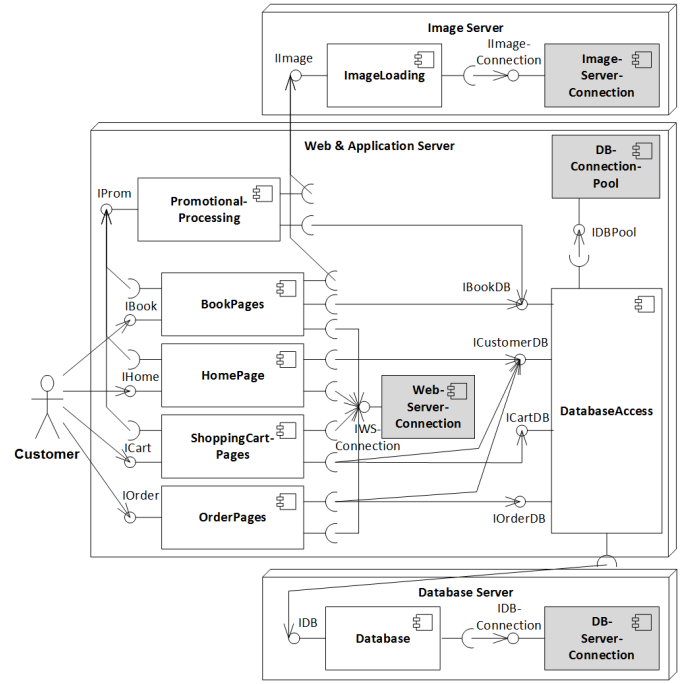 Image Server
IImage
ImageLoading
IImage-
Connection
Image-
Server-
Connection
Web & Application Server
DB-
Connection-
Pool
IProm
Promotional-
Processing
IDBPool
IBook
BookPages
IBookDB
ICustomerDB
IHome
HomePage
Web-
Server-
Connection
IWS-
Connection
DatabaseAccess
ICartDB
Customer
ICart
ShoppingCart-
Pages
IOrder
OrderPages
IOrderDB
Database Server
IDB
Database
IDB-
Connection
DB-
Server-
Connection